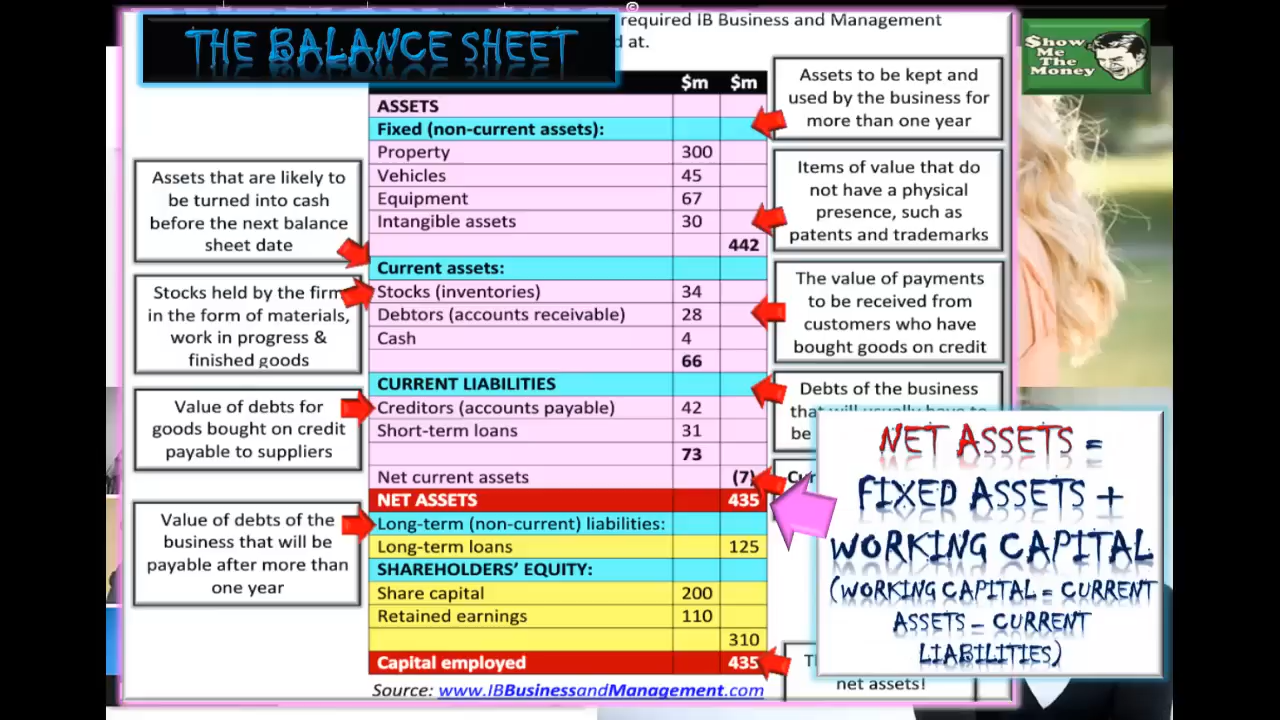 ©
required IB Business and Management
d at.
THE BALANCE SHEET
Show
Me The
Money
$m $m
ASSETS
Fixed (non-current assets):
Property 300
Vehicles 45
Equipment 67
Intangible assets 30
442
Current assets:
Stocks (inventories) 34
Debtors (accounts receivable) 28
Cash 4
66
CURRENT LIABILITIES
Creditors (accounts payable) 42
Short-term loans 31
73
Net current assets (7)
NET ASSETS 435
Long-term (non-current) liabilities:
Long-term loans 125
SHAREHOLDERS' EQUITY:
Share capital 200
Retained earnings 110
310
Capital employed 435
Source: www.IBBusinessandManagement.com
Assets that are likely to
be turned into cash
before the next balance
sheet date
Stocks held by the firm
in the form of materials,
work in progress &
finished goods
Value of debts for
goods bought on credit
payable to suppliers
Value of debts of the
business that will be
payable after more than
one year
Assets to be kept and
used by the business for
more than one year
Items of value that do
not have a physical
presence, such as
patents and trademarks
The value of payments
to be received from
customers who have
bought goods on credit
Debts of the business
that will usually have to
be
NET ASSETS =
FIXED ASSETS +
WORKING CAPITAL
(WORKING CAPITAL = CURRENT
ASSETS – CURRENT
LIABILITIES)
net assets!